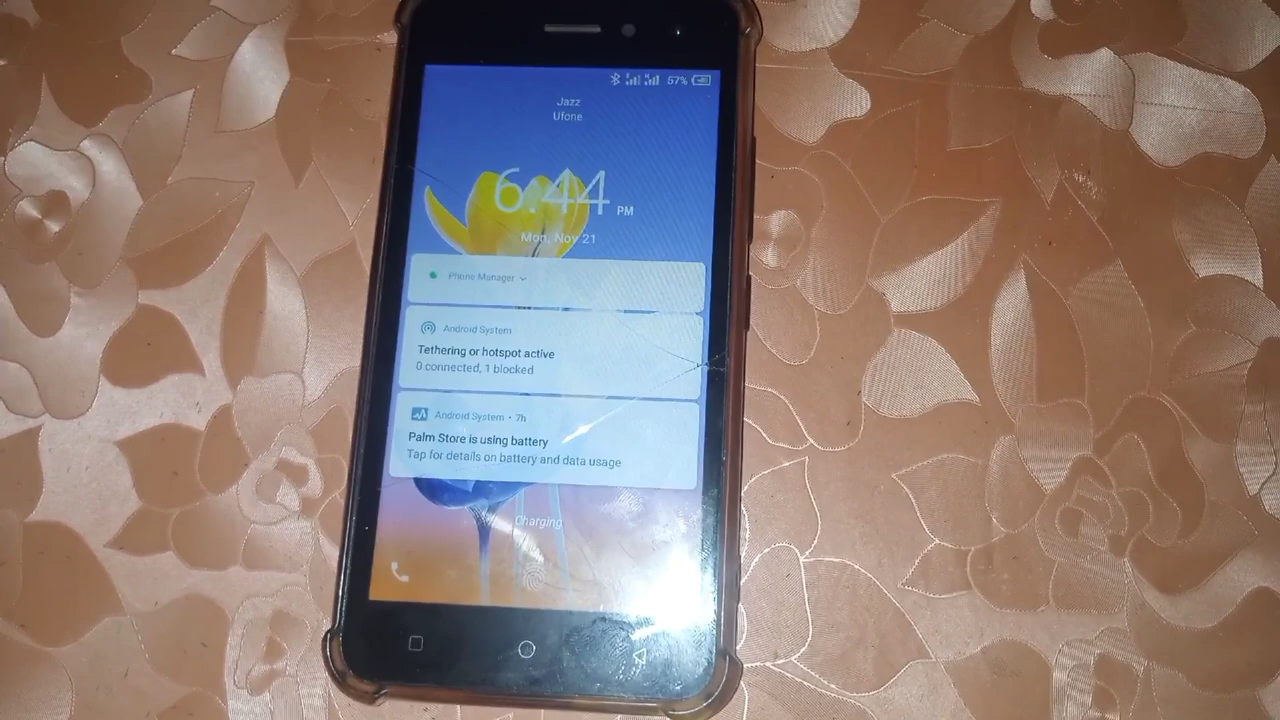 57%
Jazz
Ufone
6:44 PM
Mon, Nov 21
Phone Manager
Android System
Tethering or hotspot active
0 connected, 1 blocked
Android System • 7h
Palm Store is using battery
Tap for details on battery and data usage
Charging